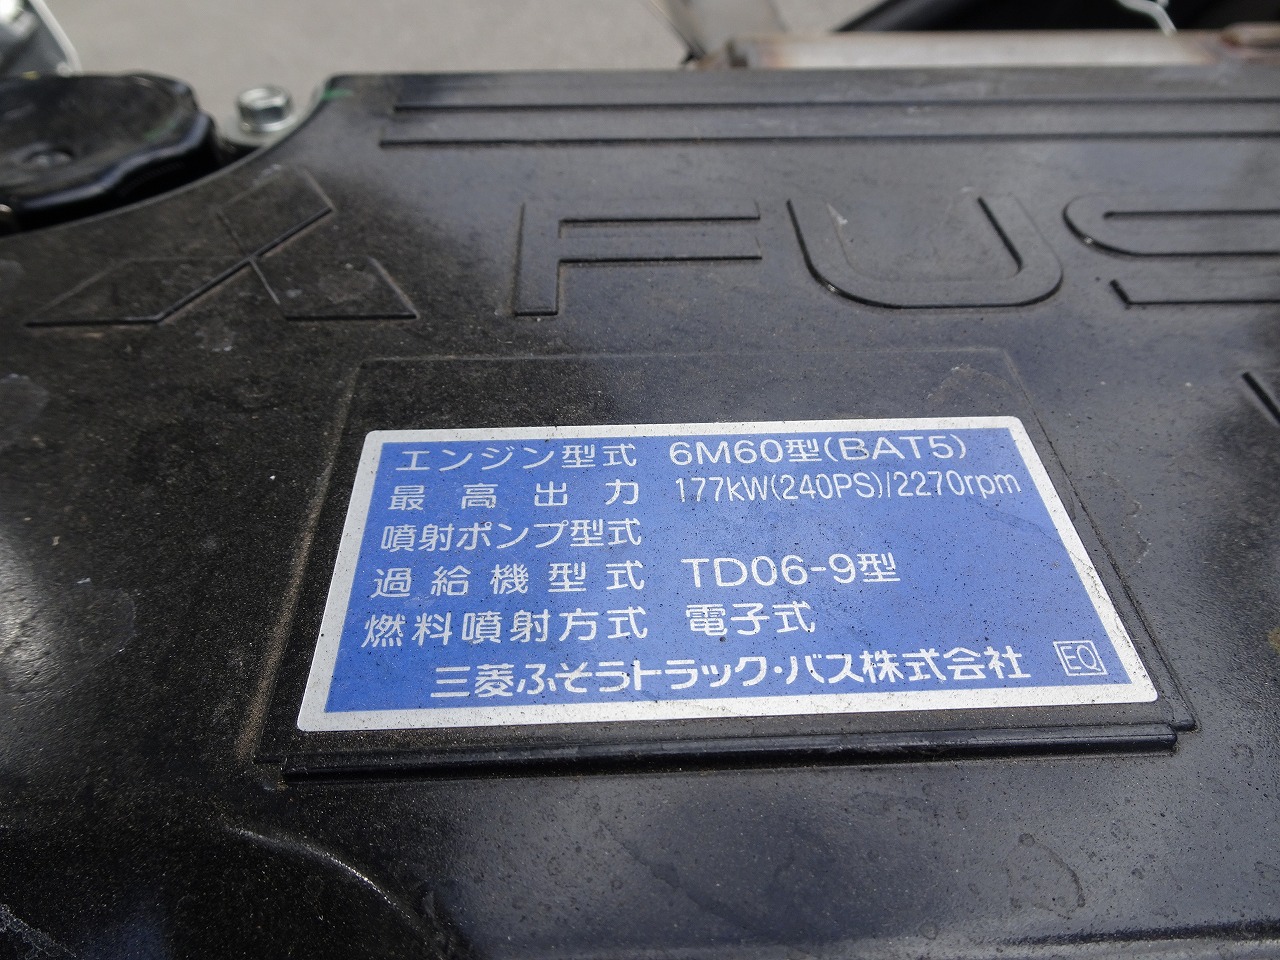 FUS
エンジン型式 6M60型(BAT5)
最高出力 177kW(240PS)/2270rpm
噴射ポンプ型式
過給機型式 TD06-9型
燃料噴射方式 電子式
三菱ふそうトラック・バス株式会社 EQ